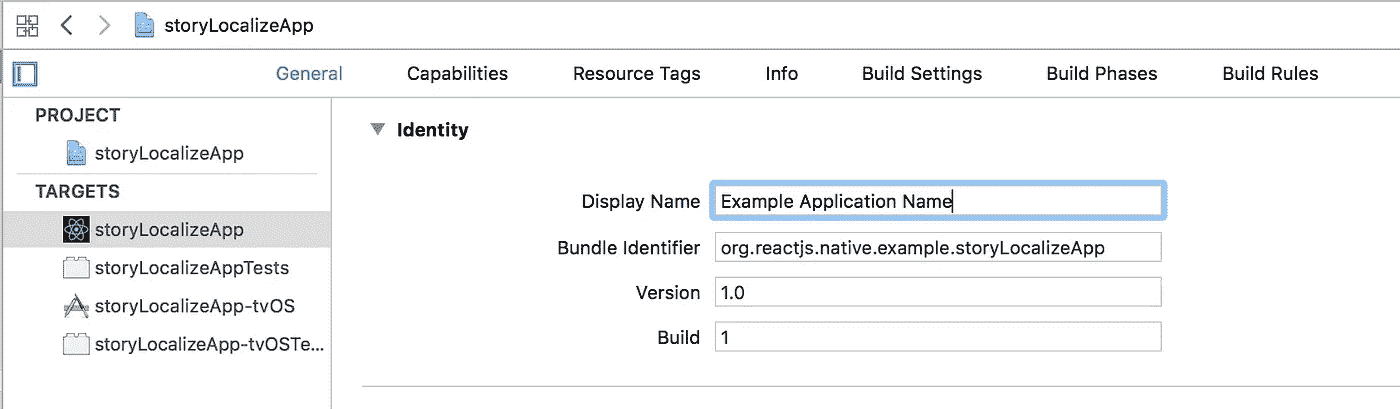 storyLocalizeApp
General Capabilities Resource Tags Info Build Settings Build Phases Build Rules
PROJECT
storyLocalizeApp
TARGETS
storyLocalizeApp
storyLocalizeAppTests
storyLocalizeApp-tvOS
storyLocalizeApp-tvOSTe...
Identity
Display Name Example Application Name
Bundle Identifier org.reactjs.native.example.storyLocalizeApp
Version 1.0
Build 1